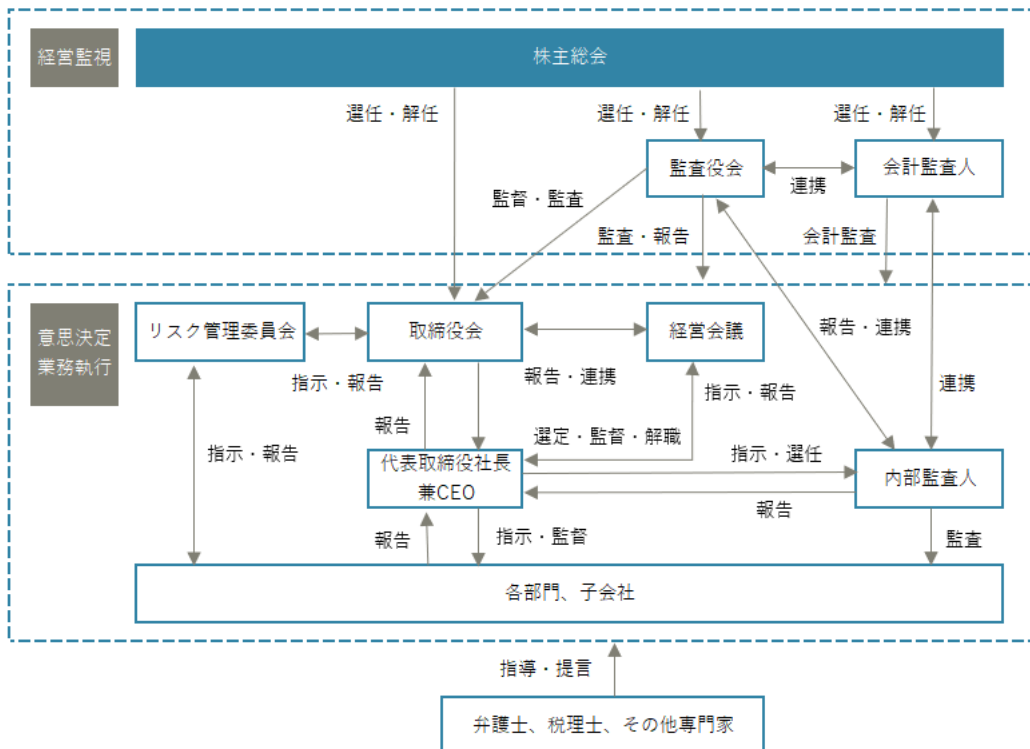 経営監視
株主総会
選任・解任
選任・解任
選任・解任
監査役会
会計監査人
連携
監督・監査
監査・報告
会計監査
意思決定
業務執行
リスク管理委員会
取締役会
経営会議
報告・連携
指示・報告
報告・連携
指示・報告
連携
報告
選定・監督・解職
指示・報告
代表取締役社長
兼CEO
指示・選任
内部監査人
報告
報告
指示・監督
監査
各部門、子会社
指導・提言
弁護士、税理士、その他専門家